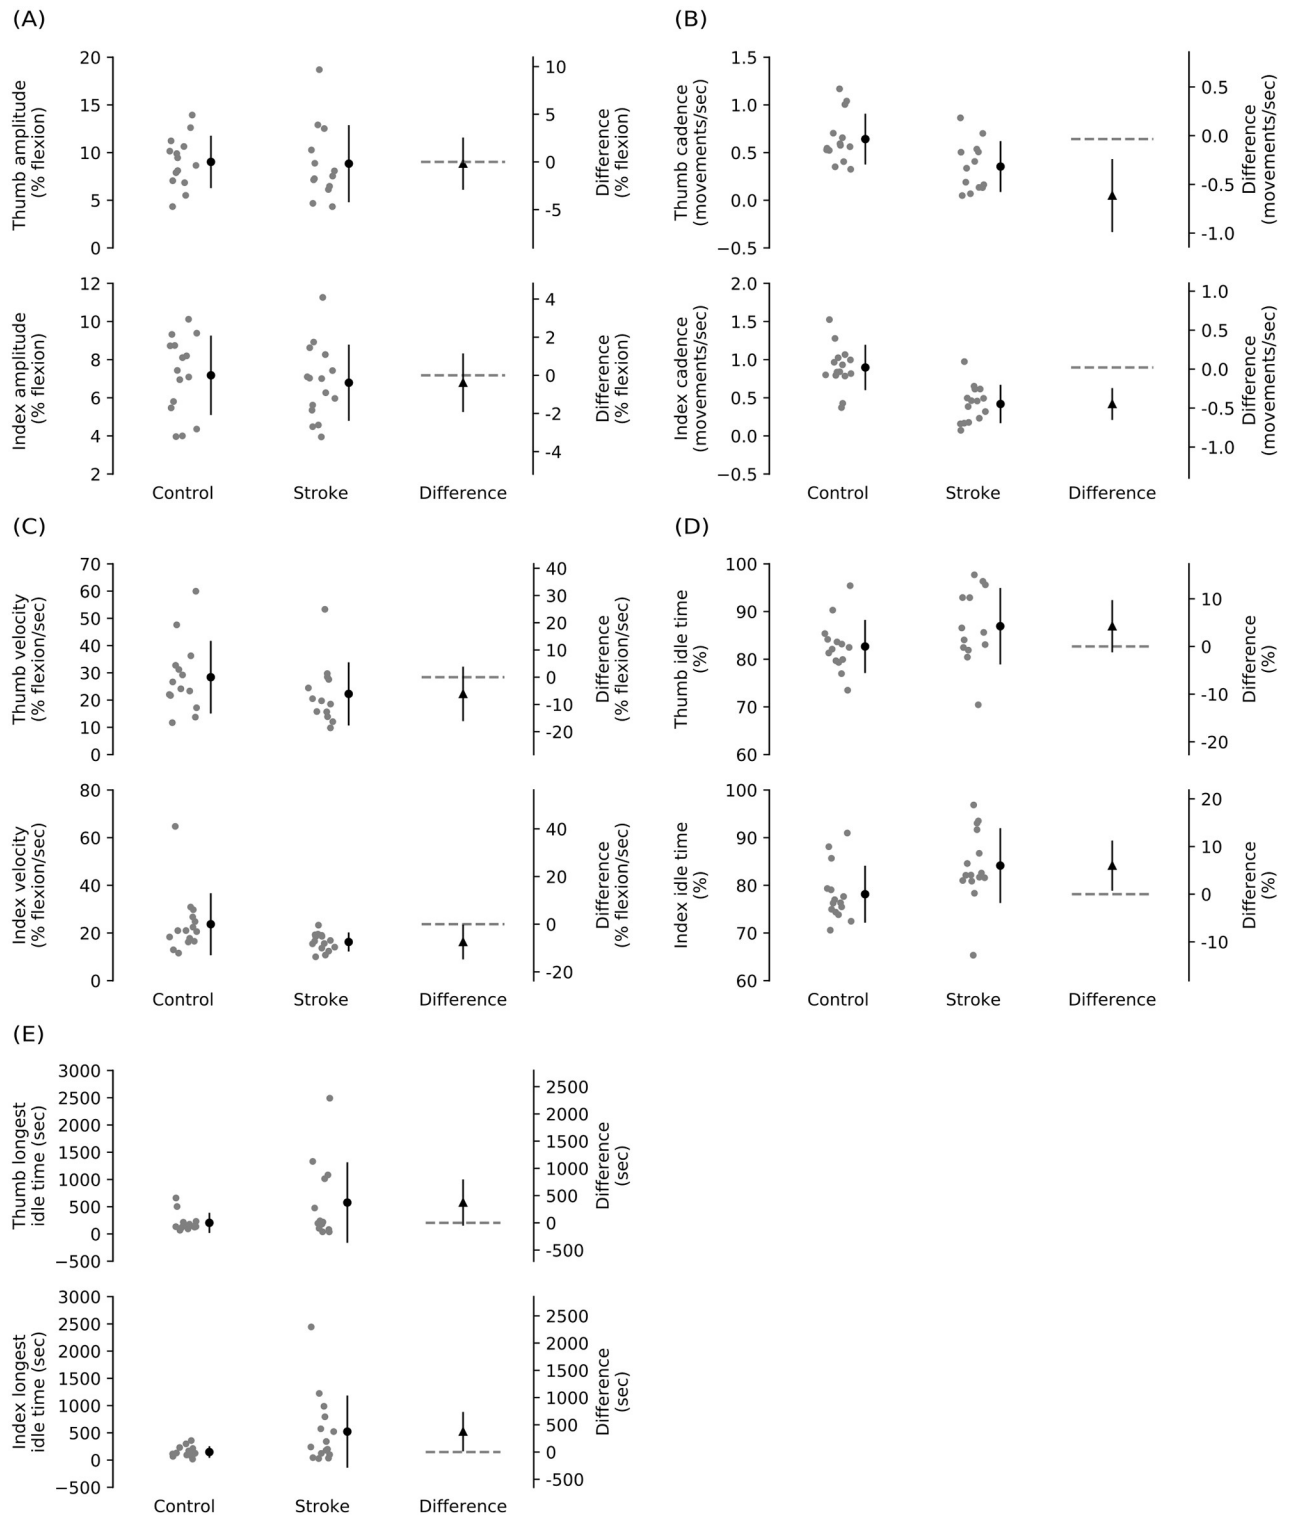 (A)
Thumb amplitude
(% flexion)
20
15
10
5
0
10
5
0
-5
Difference
(% flexion)
Index amplitude
(% flexion)
12
10
8
6
4
2
4
2
0
-2
-4
Difference
(% flexion)
Control
Stroke
Difference
(B)
Thumb cadence
(movements/sec)
1.5
1.0
0.5
0.0
−0.5
0.5
0.0
-0.5
-1.0
Difference
(movements/sec)
Index cadence
(movements/sec)
2.0
1.5
1.0
0.5
0.0
−0.5
1.0
0.5
0.0
-0.5
-1.0
Difference
(movements/sec)
Control
Stroke
Difference
(C)
Thumb velocity
(% flexion/sec)
70
60
50
40
30
20
10
0
40
30
20
10
0
-10
-20
Difference
(% flexion/sec)
Index velocity
(% flexion/sec)
80
60
40
20
0
40
20
0
-20
Difference
(% flexion/sec)
Control
Stroke
Difference
(D)
Thumb idle time
(%)
100
90
80
70
60
10
0
-10
-20
Difference
(%)
Index idle time
(%)
100
90
80
70
60
20
10
0
-10
Difference
(%)
Control
Stroke
Difference
(E)
Thumb longest
idle time (sec)
3000
2500
2000
1500
1000
500
0
−500
2500
2000
1500
1000
500
0
-500
Difference
(sec)
Index longest
idle time (sec)
3000
2500
2000
1500
1000
500
0
−500
2500
2000
1500
1000
500
0
-500
Difference
(sec)
Control
Stroke
Difference